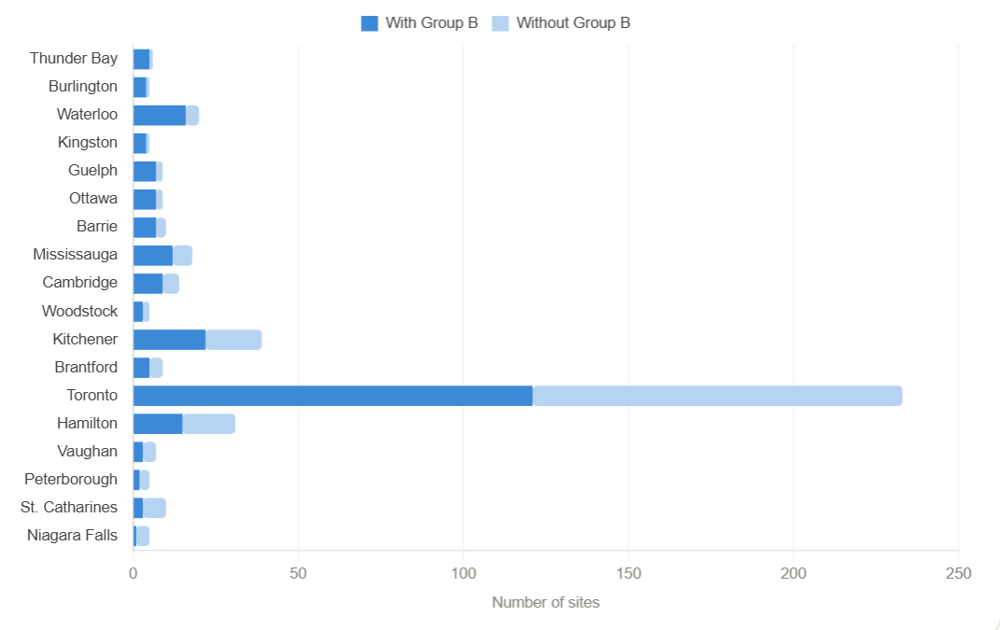 With Group B Without Group B
Thunder Bay
Burlington
Waterloo
Kingston
Guelph
Ottawa
Barrie
Mississauga
Cambridge
Woodstock
Kitchener
Brantford
Toronto
Hamilton
Vaughan
Peterborough
St. Catharines
Niagara Falls
0 50 100 150 200 250
Number of sites